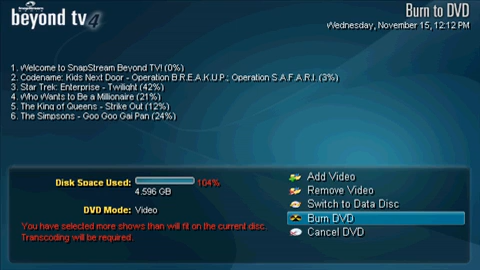 SnapStream
beyond tv 4
Burn to DVD
Wednesday, November 15, 12:12 PM
1. Welcome to SnapStream Beyond TV! (0%)
2. Codename: Kids Next Door - Operation B.R.E.A.K.U.P.; Operation S.A.F.A.R.I. (3%)
3. Star Trek: Enterprise - Twilight (42%)
4. Who Wants to Be a Millionaire (21%)
5. The King of Queens - Strike Out (12%)
6. The Simpsons - Goo Goo Gai Pan (24%)
Disk Space Used: 104%
4.596 GB
DVD Mode: Video
You have selected more shows than will fit on the current disc.
Transcoding will be required.
Add Video
Remove Video
Switch to Data Disc
Burn DVD
Cancel DVD